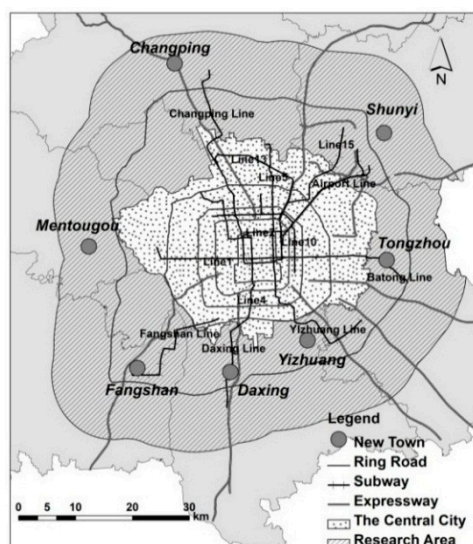 Changping
N
Shunyi
Changping Line
Line15
Line13
Line5
Airport Line
Mentougou
Line2
Line10
Tongzhou
Line1
Batong Line
Line4
Fangshan Line
Yizhuang Line
Daxing Line
Yizhuang
Fangshan
Daxing
Legend
New Town
Ring Road
Subway
Expressway
The Central City
Research Area
0 5 10 20 30
km